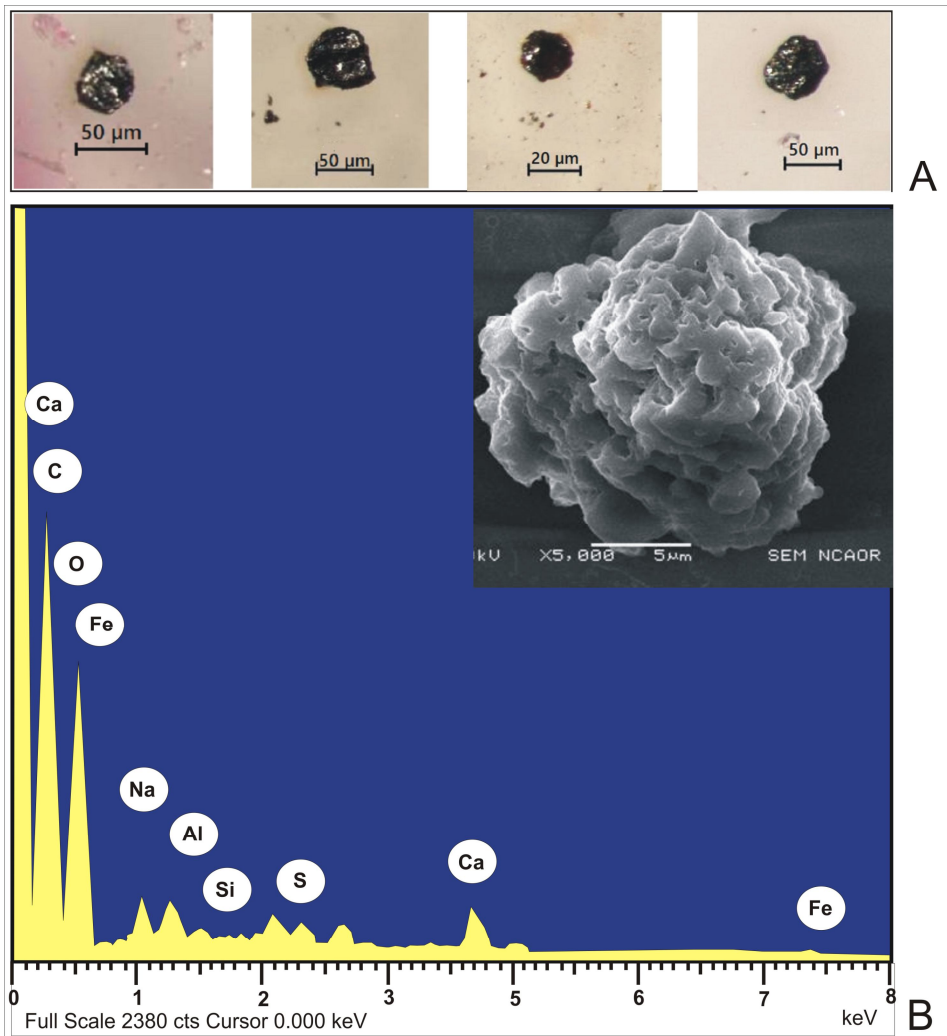 50 µm
50 µm
20 µm
50 µm
A
Ca
C
O
Fe
Na
Al
Si
S
Ca
Fe
kV X5,000 5µm SEM NCAOR
0 1 2 3 4 5 6 7 8
Full Scale 2380 cts Cursor 0.000 keV
keV
B